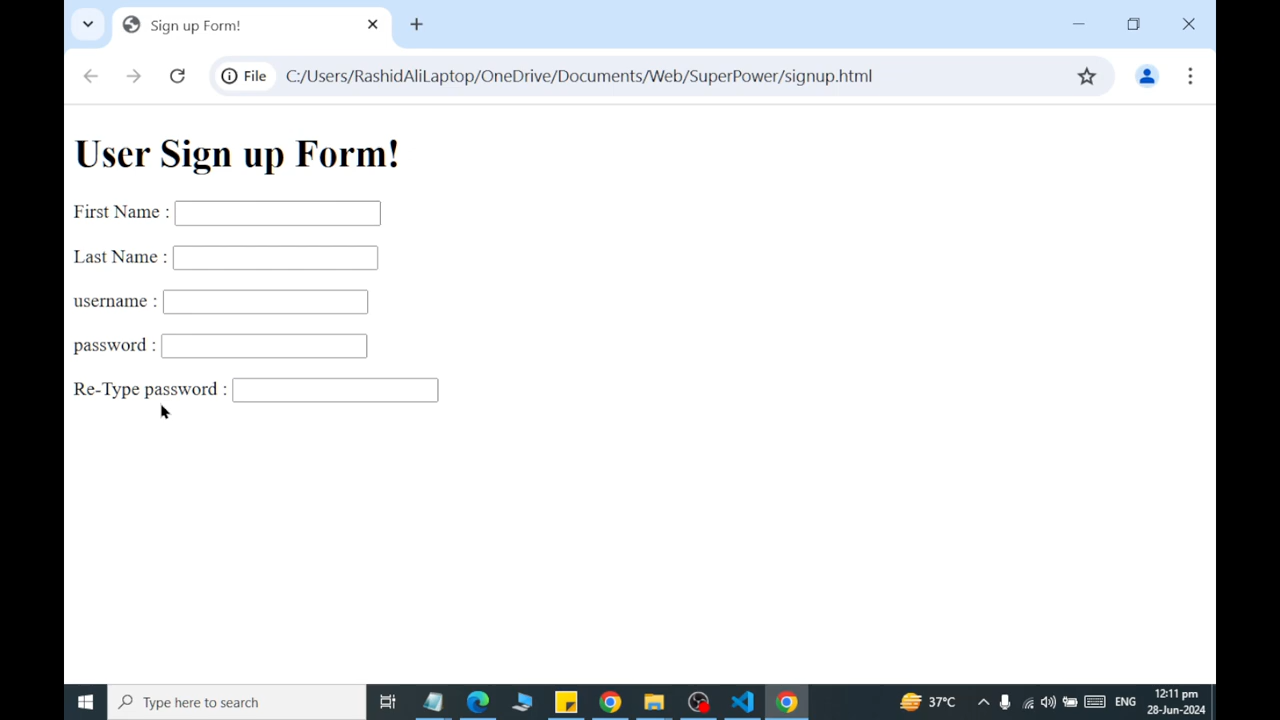 Sign up Form!
File
C:/Users/RashidAliLaptop/OneDrive/Documents/Web/SuperPower/signup.html
User Sign up Form!
First Name :
Last Name :
username :
password :
Re-Type password :
Type here to search
37°C
ENG
12:11 pm
28-Jun-2024